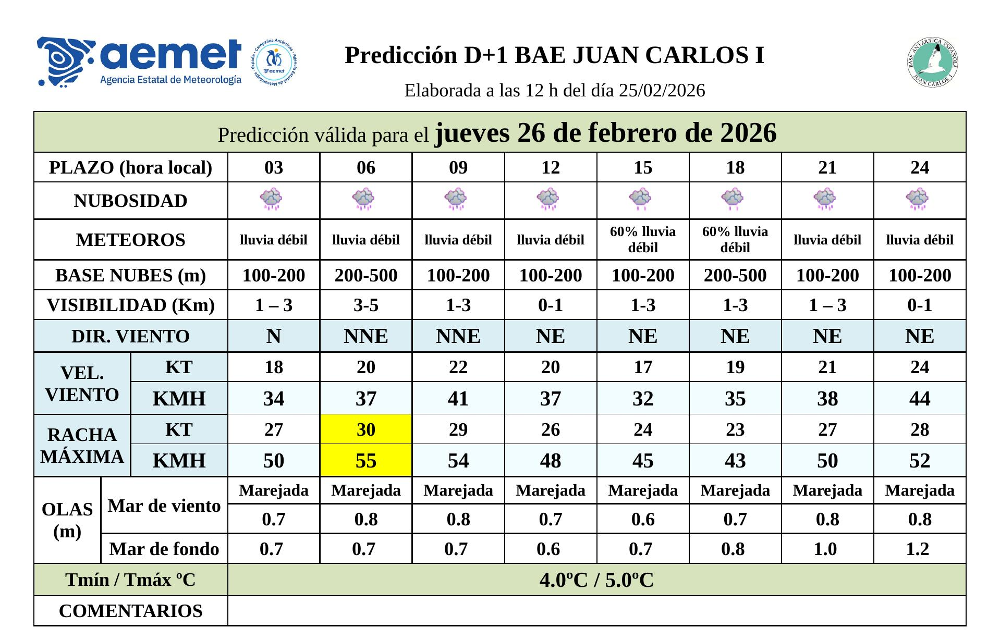 aemet
Agencia Estatal de Meteorología
Campañas Antárticas · Agencia Estatal de Meteorología · España ·
aemet
Predicción D+1 BAE JUAN CARLOS I
Elaborada a las 12 h del día 25/02/2026
BASE ANTÁRTICA ESPAÑOLA
JUAN CARLOS I
Predicción válida para el jueves 26 de febrero de 2026
PLAZO (hora local) 03 06 09 12 15 18 21 24
NUBOSIDAD
METEOROS lluvia débil lluvia débil lluvia débil lluvia débil 60% lluvia débil 60% lluvia débil lluvia débil lluvia débil
BASE NUBES (m) 100-200 200-500 100-200 100-200 100-200 200-500 100-200 100-200
VISIBILIDAD (Km) 1 – 3 3-5 1-3 0-1 1-3 1-3 1 – 3 0-1
DIR. VIENTO N NNE NNE NE NE NE NE NE
VEL. VIENTO
KT 18 20 22 20 17 19 21 24
KMH 34 37 41 37 32 35 38 44
RACHA MÁXIMA
KT 27 30 29 26 24 23 27 28
KMH 50 55 54 48 45 43 50 52
OLAS (m)
Mar de viento
Marejada Marejada Marejada Marejada Marejada Marejada Marejada Marejada
0.7 0.8 0.8 0.7 0.6 0.7 0.8 0.8
Mar de fondo 0.7 0.7 0.7 0.6 0.7 0.8 1.0 1.2
Tmín / Tmáx ºC 4.0ºC / 5.0ºC
COMENTARIOS